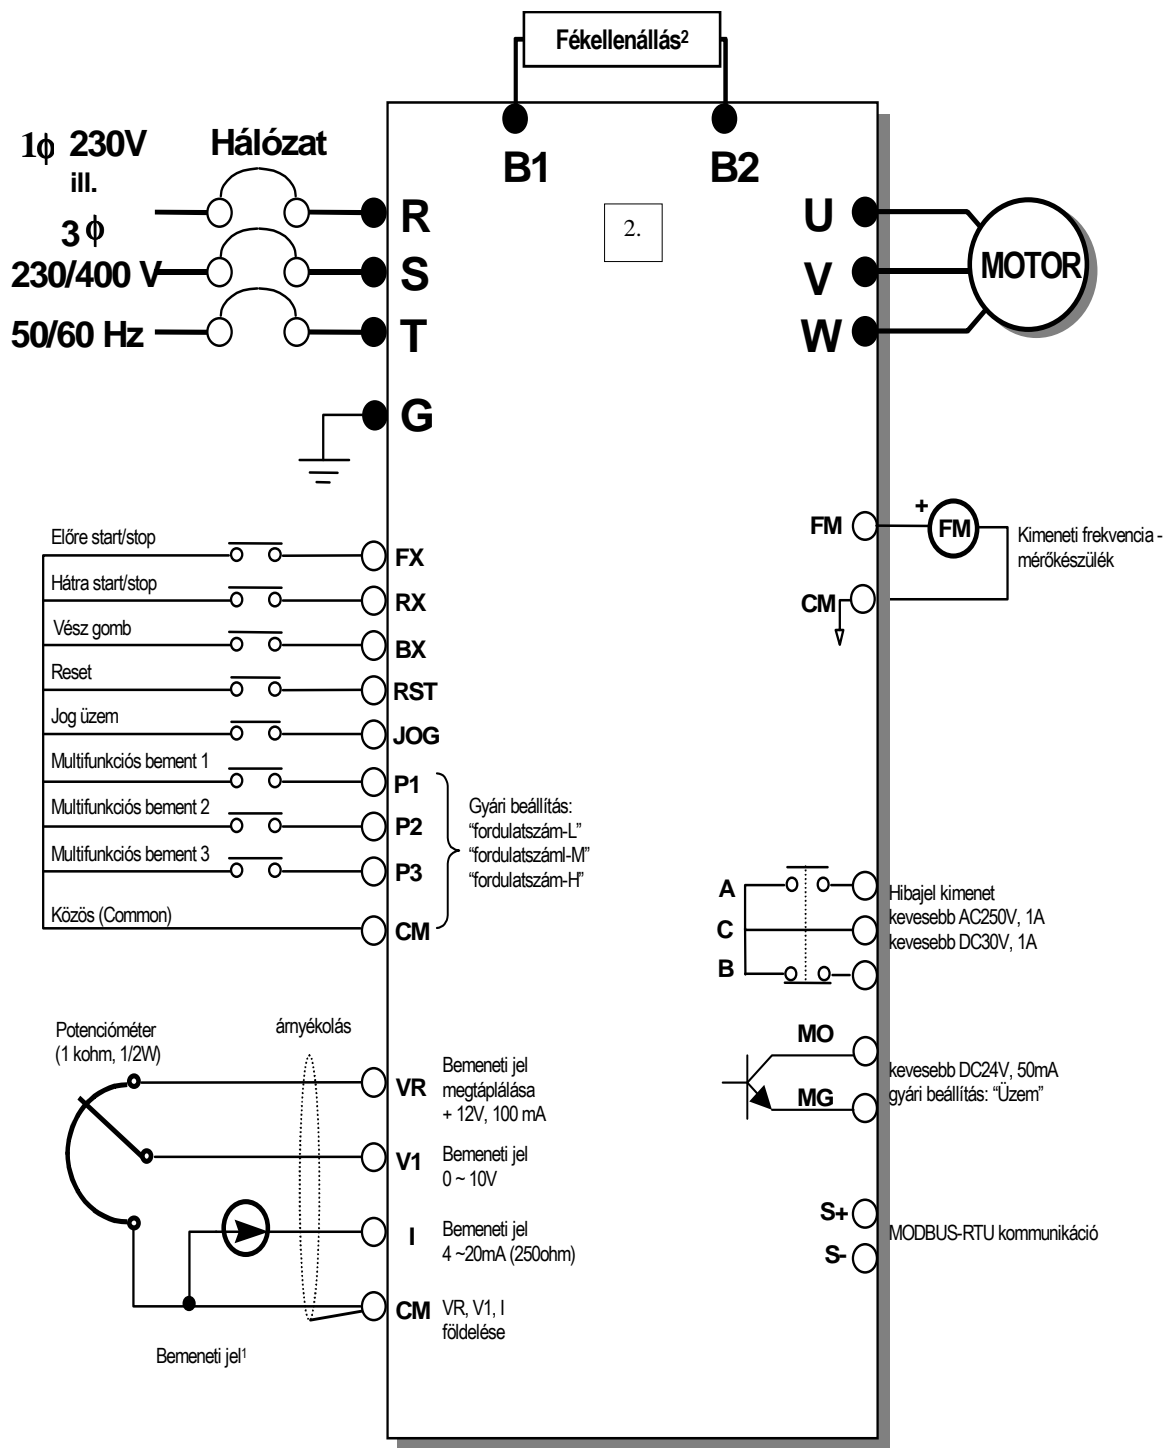 Fékellenállás²
B1
B2
1ϕ 230V
ill.
3 ϕ
230/400 V
50/60 Hz
Hálózat
R
S
T
G
2.
U
V
W
MOTOR
Előre start/stop
FX
Hátra start/stop
RX
Vész gomb
BX
Reset
RST
Jog üzem
JOG
Multifunkciós bement 1
P1
Multifunkciós bement 2
P2
Multifunkciós bement 3
P3
Közös (Common)
CM
Gyári beállítás:
“fordulatszám-L”
“fordulatszáml-M”
“fordulatszám-H”
FM
+
FM
Kimeneti frekvencia -
mérőkészülék
CM
A
C
B
Hibajel kimenet
kevesebb AC250V, 1A
kevesebb DC30V, 1A
MO
MG
kevesebb DC24V, 50mA
gyári beállítás: “Üzem”
S+
S-
MODBUS-RTU kommunikáció
Potencióméter
(1 kohm, 1/2W)
árnyékolás
VR
Bemeneti jel
megtáplálása
+ 12V, 100 mA
V1
Bemeneti jel
0 ~ 10V
I
Bemeneti jel
4 ~20mA (250ohm)
CM
VR, V1, I
földelése
Bemeneti jel¹